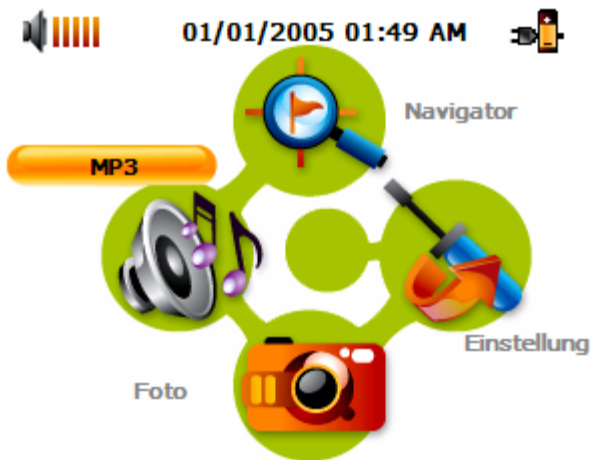 01/01/2005 01:49 AM
Navigator
MP3
Einstellung
Foto